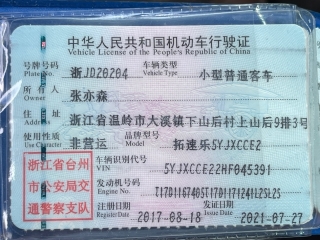 中华人民共和国机动车行驶证
Vehicle License of the People's Republic of China
号牌号码 浙JD20204 车辆类型 小型普通客车
Plate No. Vehicle Type
所有人 张亦森
Owner
住址 浙江省温岭市大溪镇下山后村上山后9排3号
Address
使用性质 非营运 品牌型号 拓速乐5YJXCCE2
Use Character Model
浙江省台州 车辆识别代号 5YJXCCE22HF045391
VIN
市公安局交 发动机号码
Engine No.
通警察支队 注册日期 2017-08-18 发证日期 2021-07-27
Register Date Issue Date